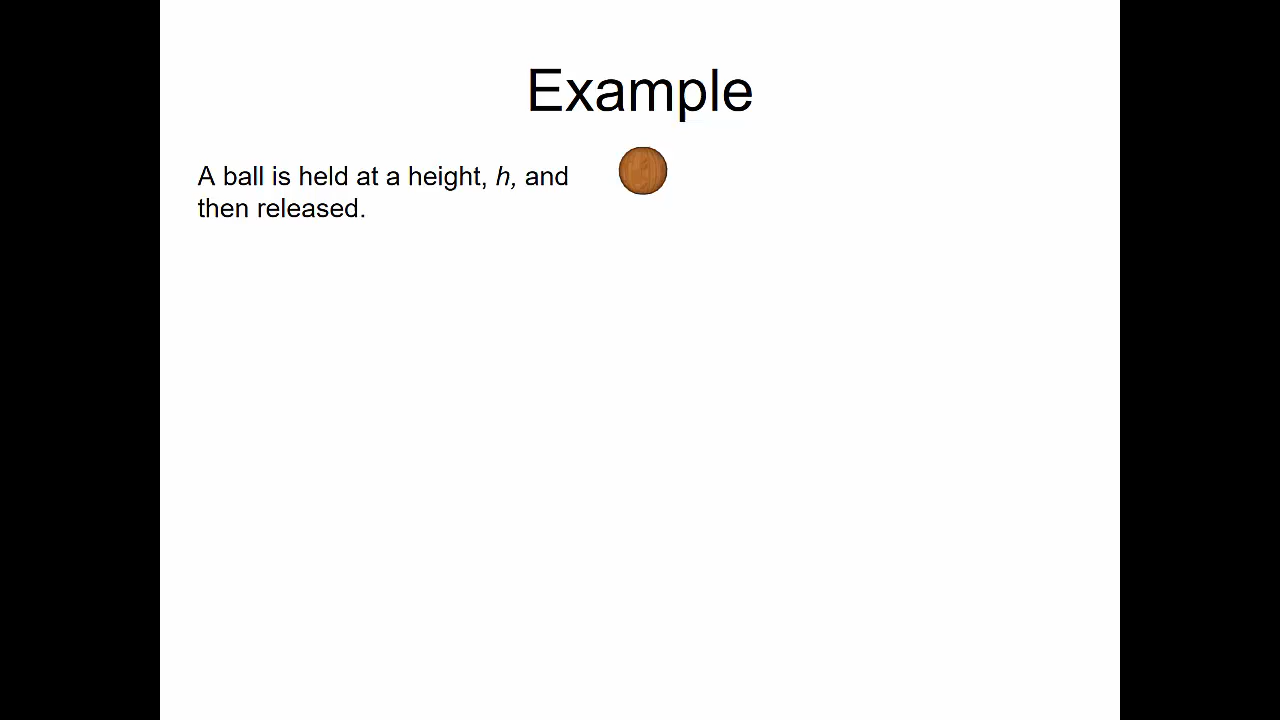 Example
A ball is held at a height, h, and
then released.